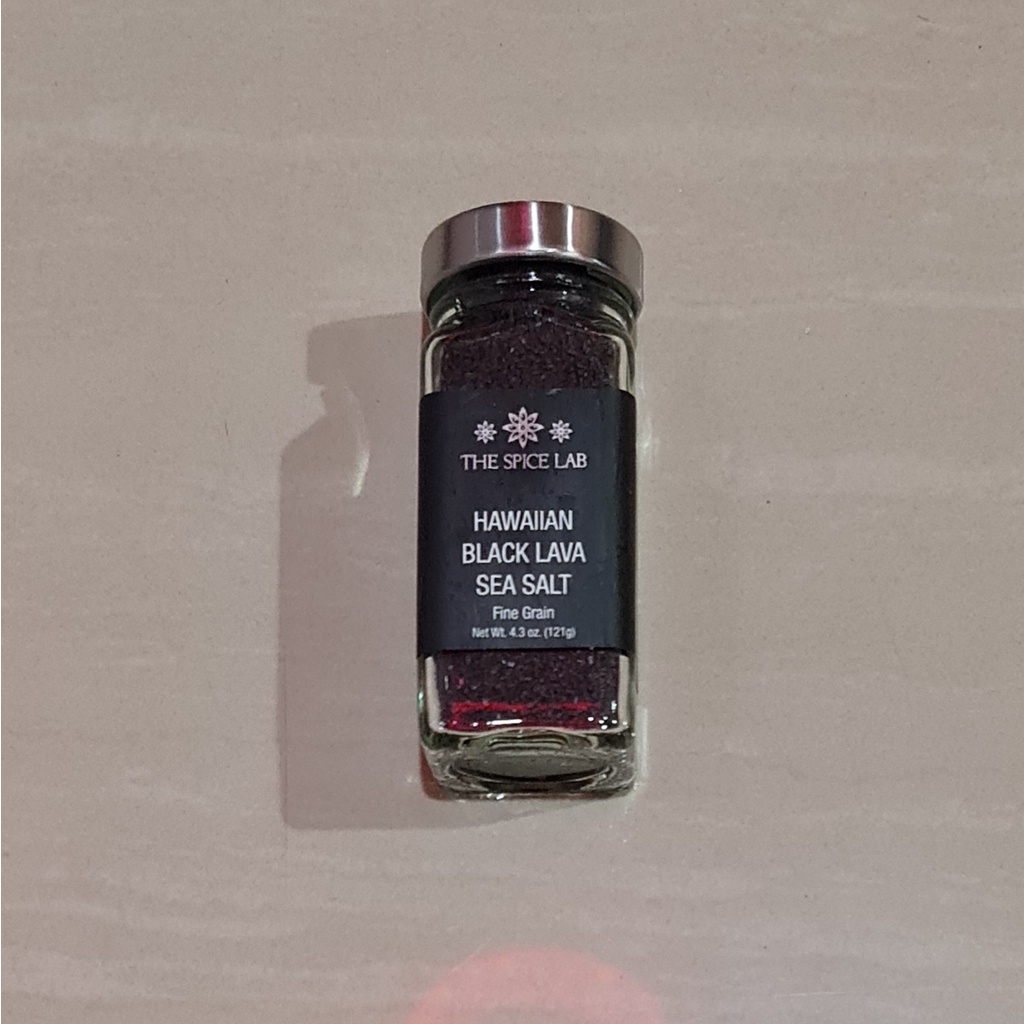 THE SPICE LAB
HAWAIIAN
BLACK LAVA
SEA SALT
Fine Grain
Net Wt. 4.3 oz. (121g)